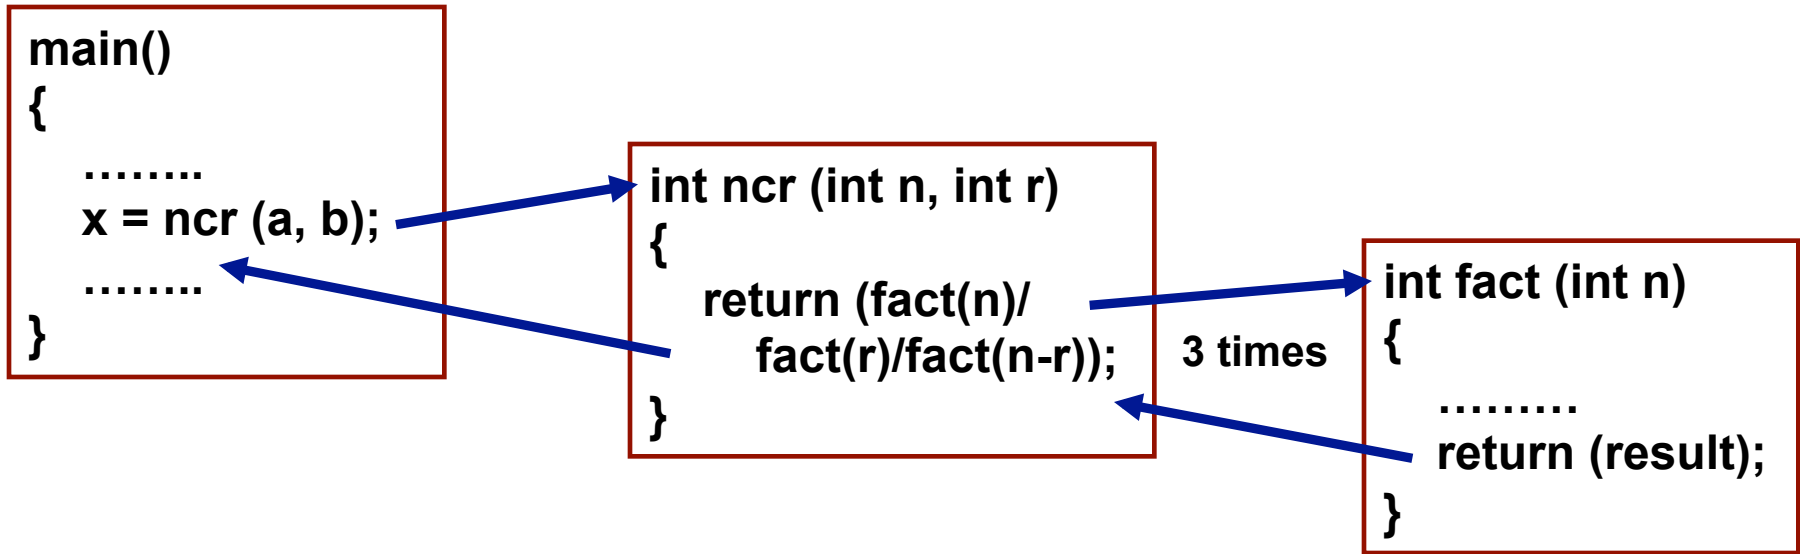 main()
{
……..
x = ncr (a, b);
……..
}
int ncr (int n, int r)
{
return (fact(n)/
fact(r)/fact(n-r));
}
3 times
int fact (int n)
{
………
return (result);
}